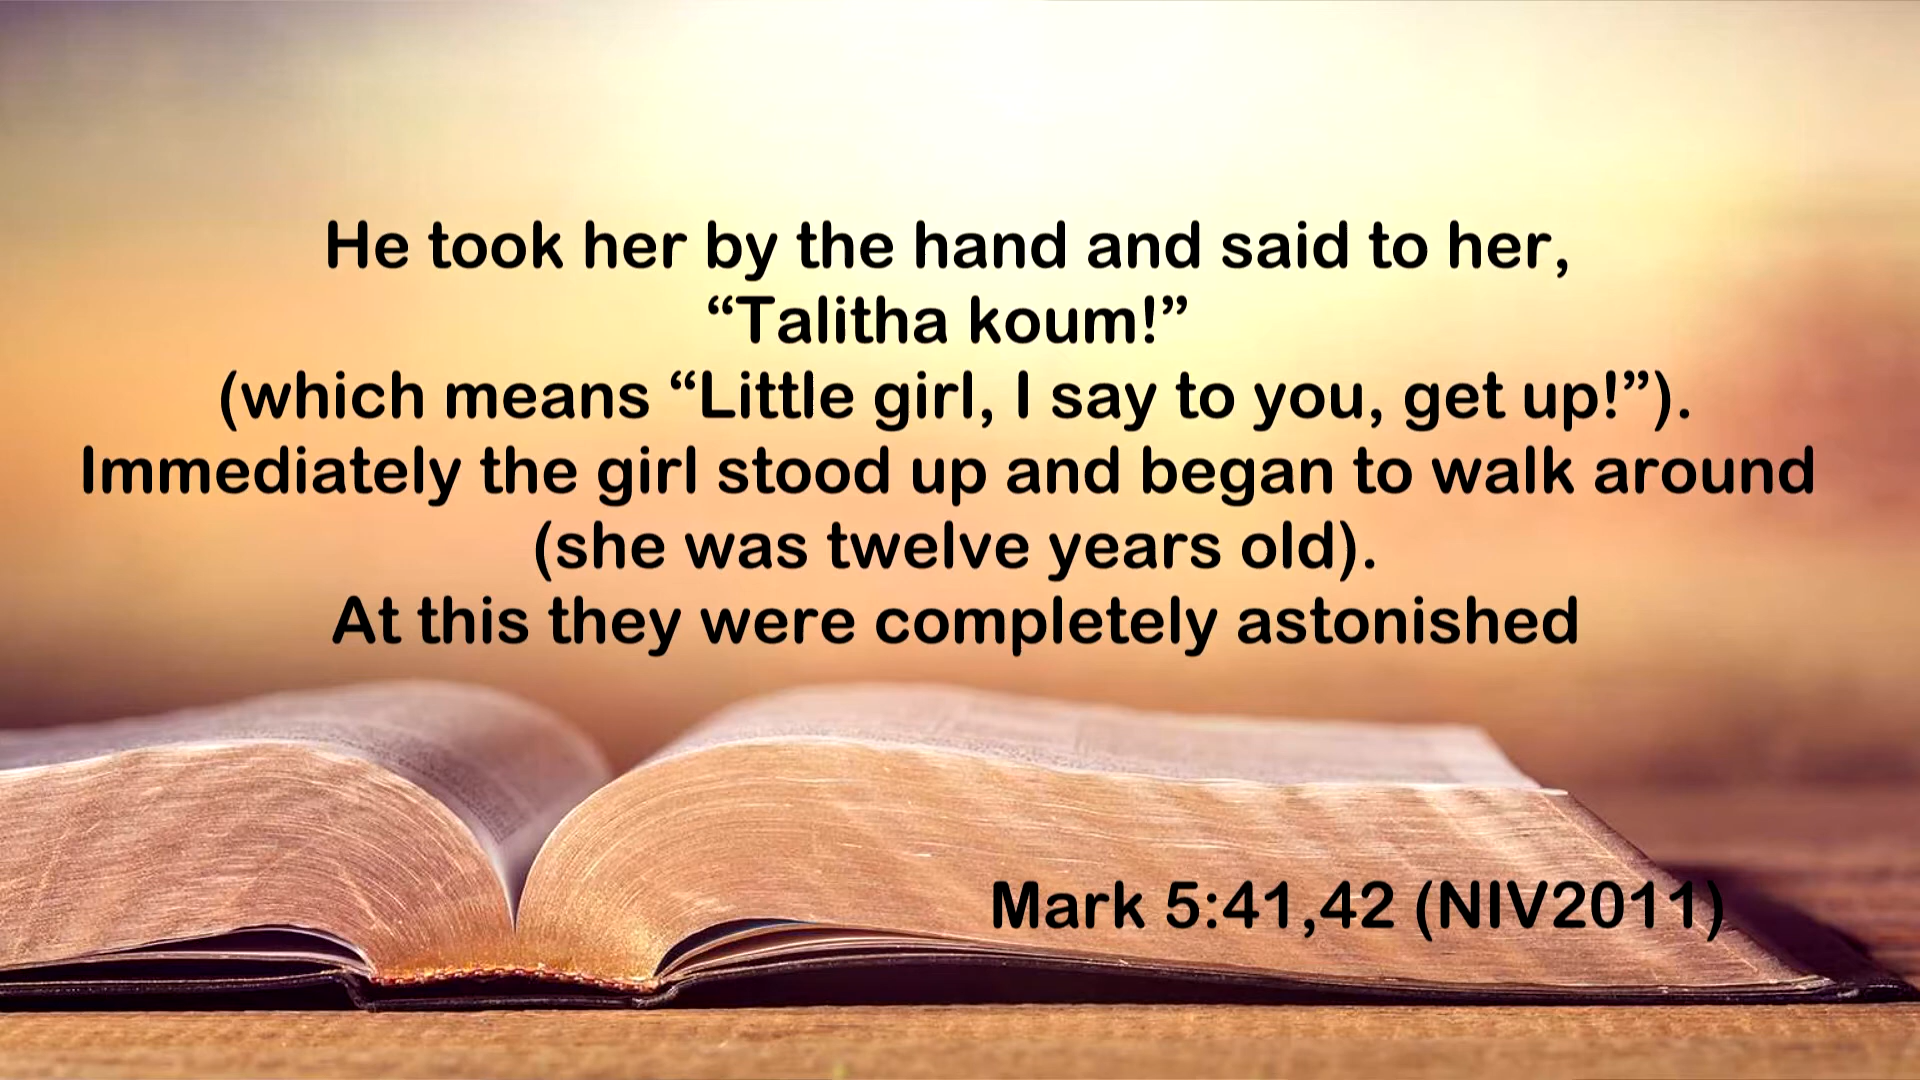 He took her by the hand and said to her,
“Talitha koum!”
(which means “Little girl, I say to you, get up!”).
Immediately the girl stood up and began to walk around
(she was twelve years old).
At this they were completely astonished
Mark 5:41,42 (NIV2011)